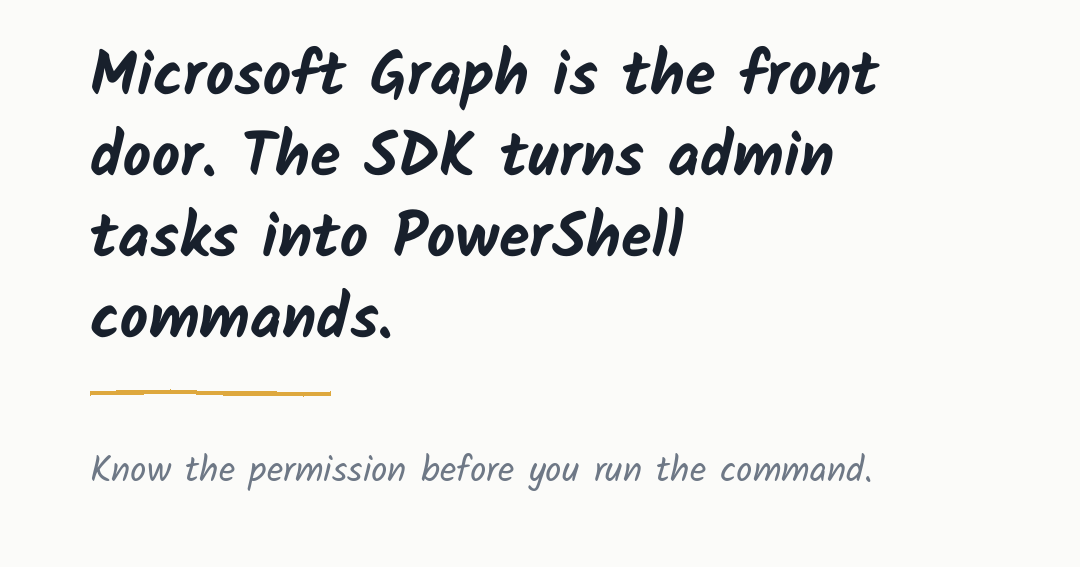 Microsoft Graph is the front
door. The SDK turns admin
tasks into PowerShell
commands.
Know the permission before you run the command.